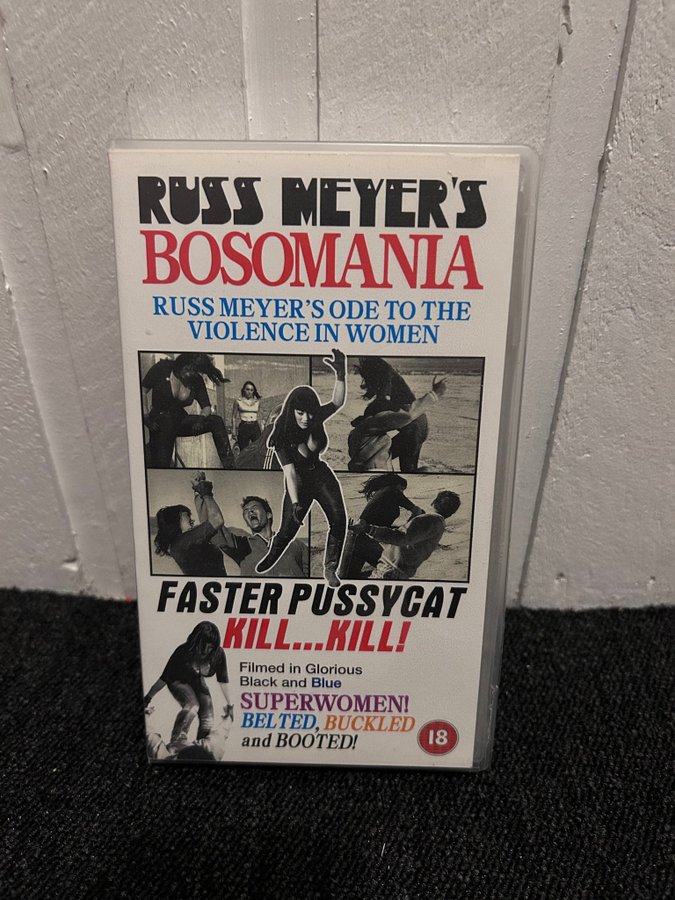 RUSS MEYER'S
BOSOMANIA
RUSS MEYER'S ODE TO THE
VIOLENCE IN WOMEN
FASTER PUSSYCAT
KILL...KILL!
Filmed in Glorious
Black and Blue
SUPERWOMEN!
BELTED, BUCKLED
and BOOTED!
18